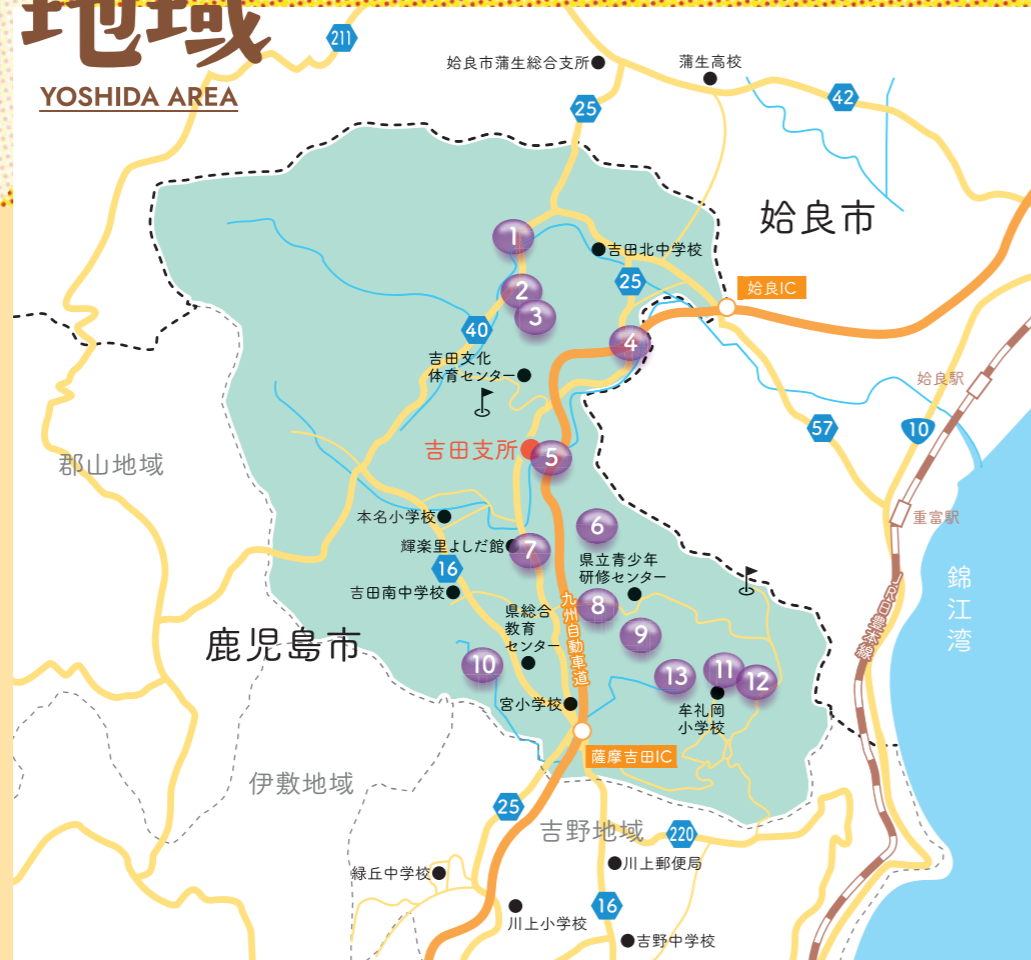 地域
YOSHIDA AREA
211
姶良市蒲生総合支所
蒲生高校
25
42
姶良市
1
吉田北中学校
2
25
姶良IC
3
40
4
吉田文化
体育センター
姶良駅
57
10
吉田支所
5
郡山地域
本名小学校
重富駅
6
輝楽里よしだ館
7
県立青少年
研修センター
16
吉田南中学校
錦江湾
九州自動車道
8
県総合
教育
センター
JR日豊本線
鹿児島市
9
10
13
11
12
宮小学校
牟礼岡
小学校
薩摩吉田IC
伊敷地域
25
吉野地域
220
川上郵便局
緑丘中学校
16
川上小学校
吉野中学校